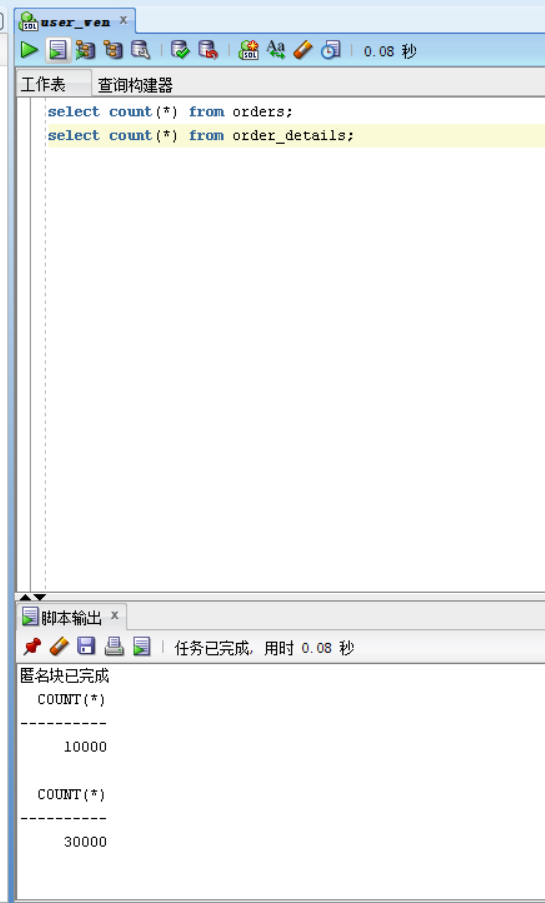 user_ven
0.08 秒
工作表 查询构建器
select count(*) from orders;
select count(*) from order_details;
脚本输出 x
任务已完成, 用时 0.08 秒
匿名块已完成
COUNT(*)
----------
10000
COUNT(*)
----------
30000